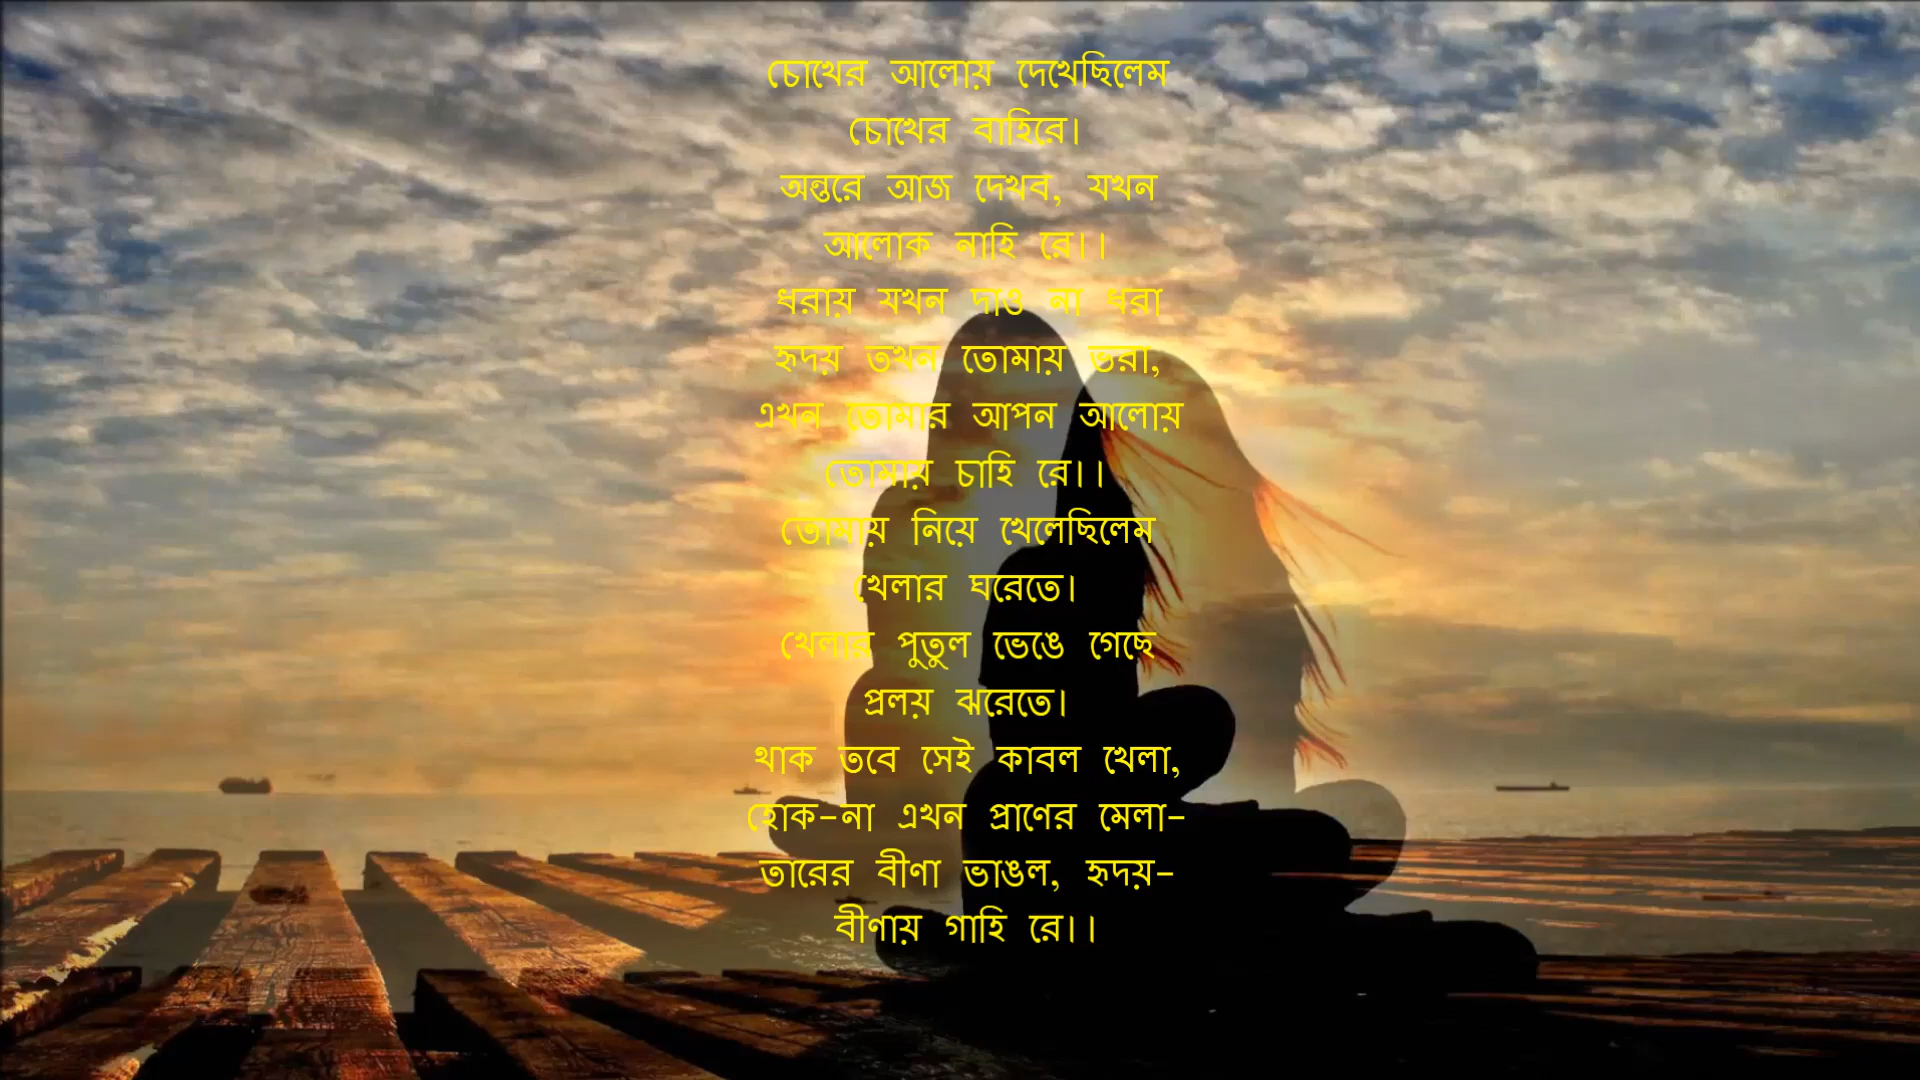 চোখের আলোয় দেখেছিলেম
চোখের বাহিরে।
অন্তরে আজ দেখব, যখন
আলোক নাহি রে।।
ধরায় যখন দাও না ধরা
হৃদয় তখন তোমায় ভরা,
এখন তোমার আপন আলোয়
তোমায় চাহি রে।।
তোমায় নিয়ে খেলেছিলেম
খেলার ঘরেতে।
খেলার পুতুল ভেঙে গেছে
প্রলয় ঝরেতে।
থাক তবে সেই কাবল খেলা,
হোক-না এখন প্রাণের মেলা-
তারের বীণা ভাঙল, হৃদয়-
বীণায় গাহি রে।।